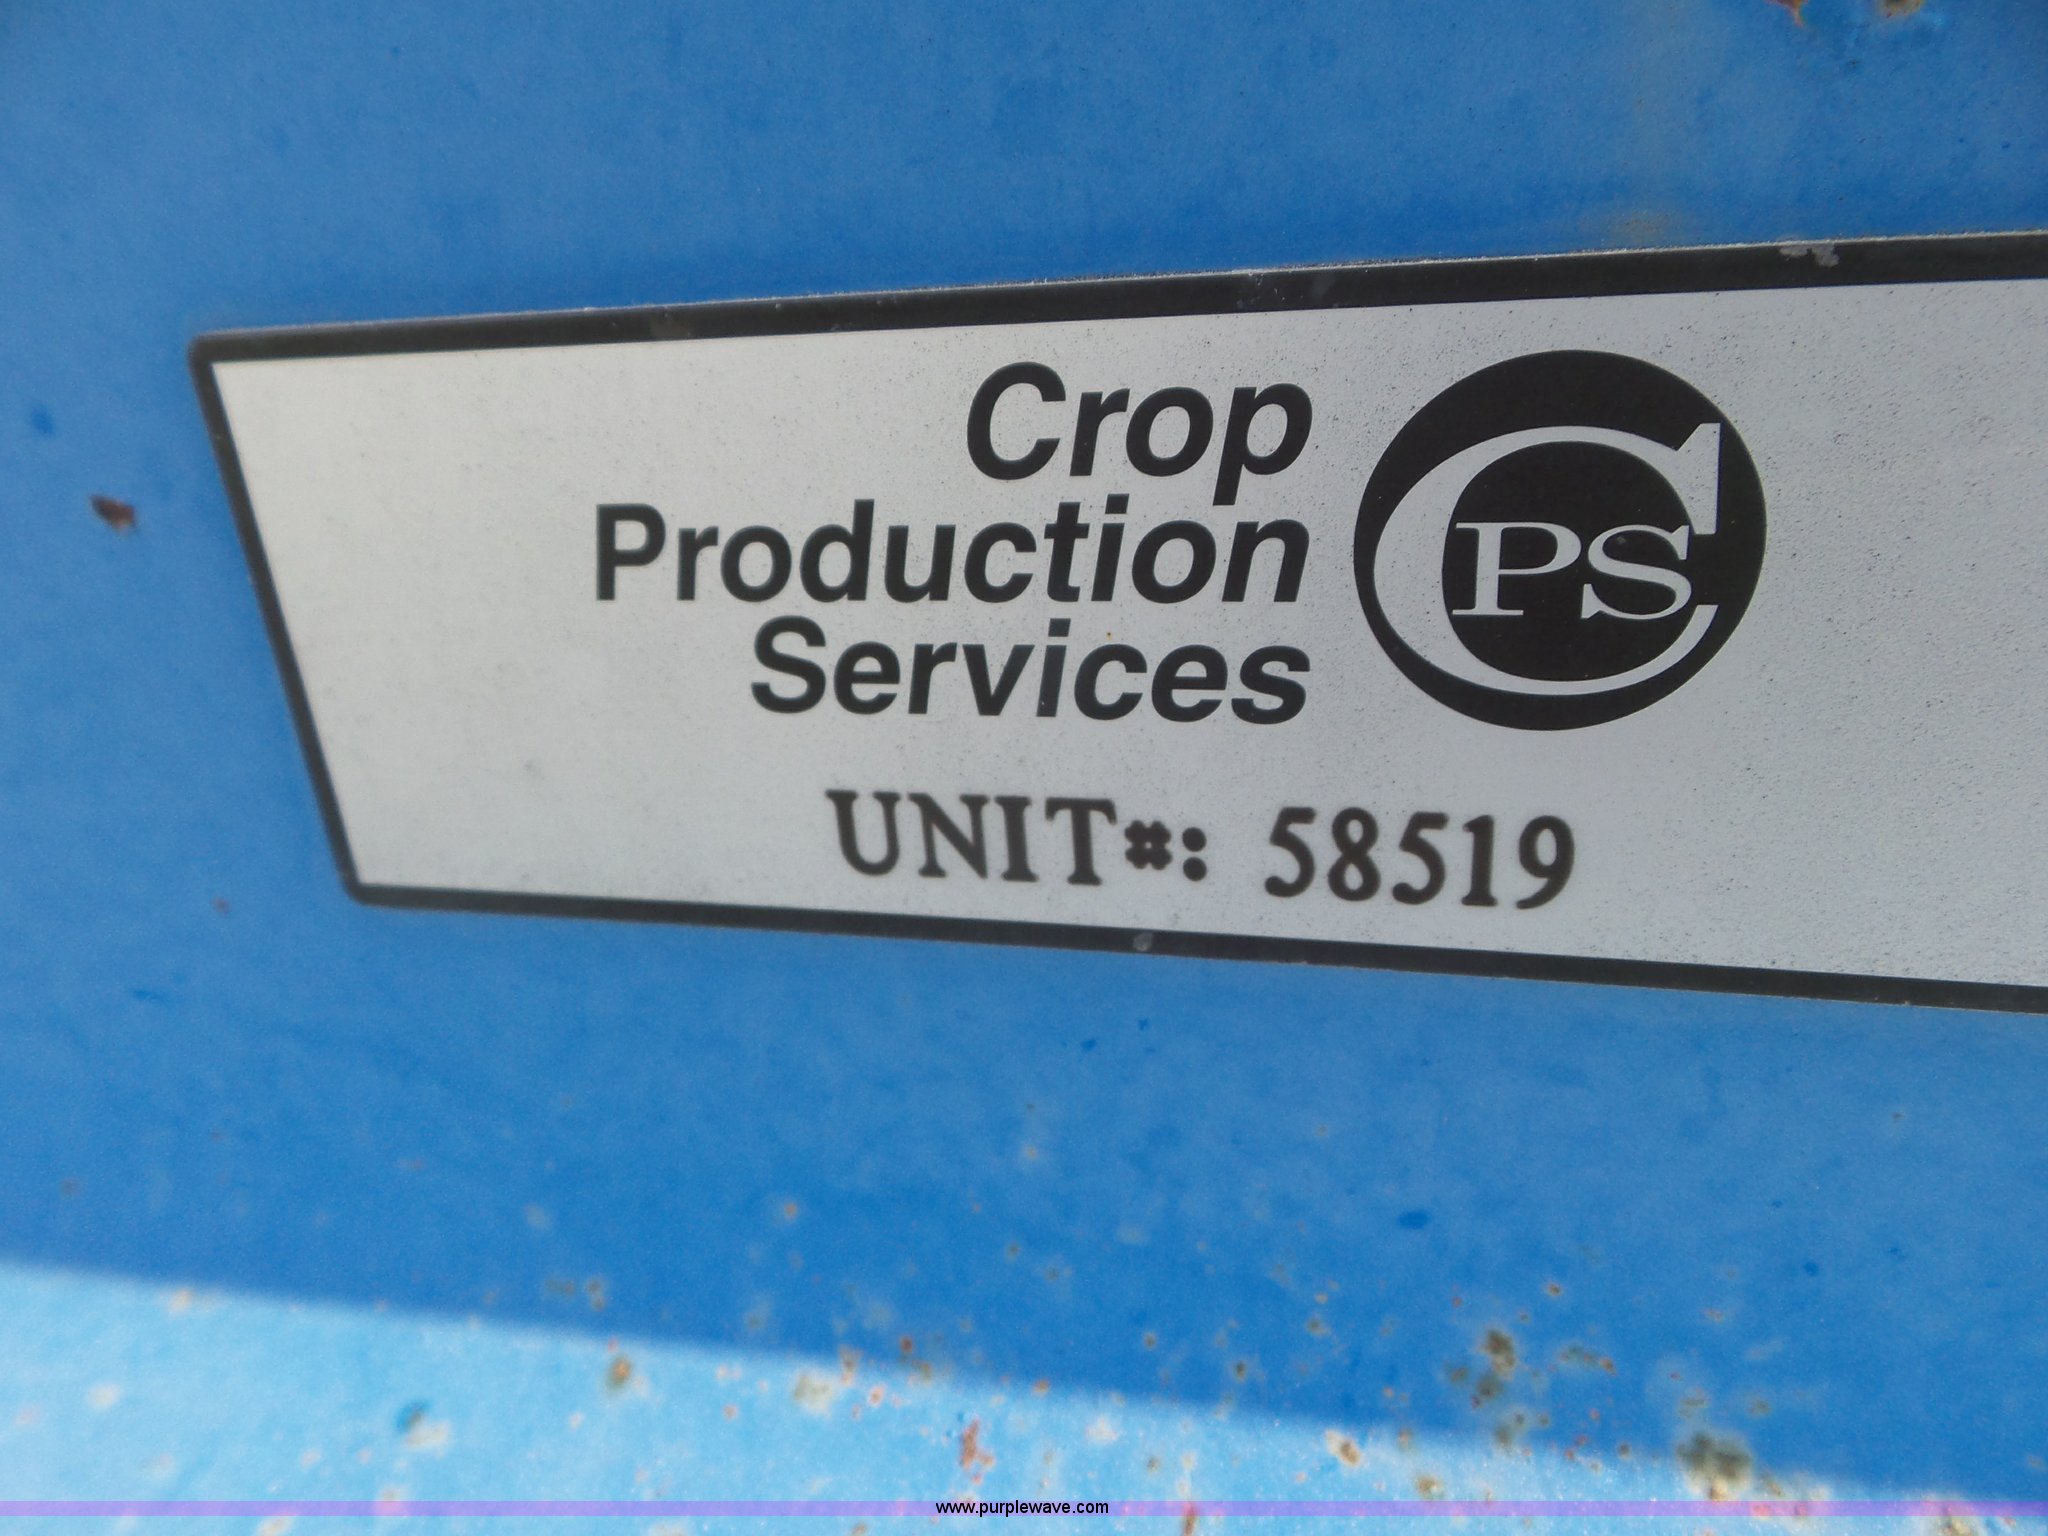 Crop
Production
Services
CPS
UNIT#: 58519
www.purplewave.com